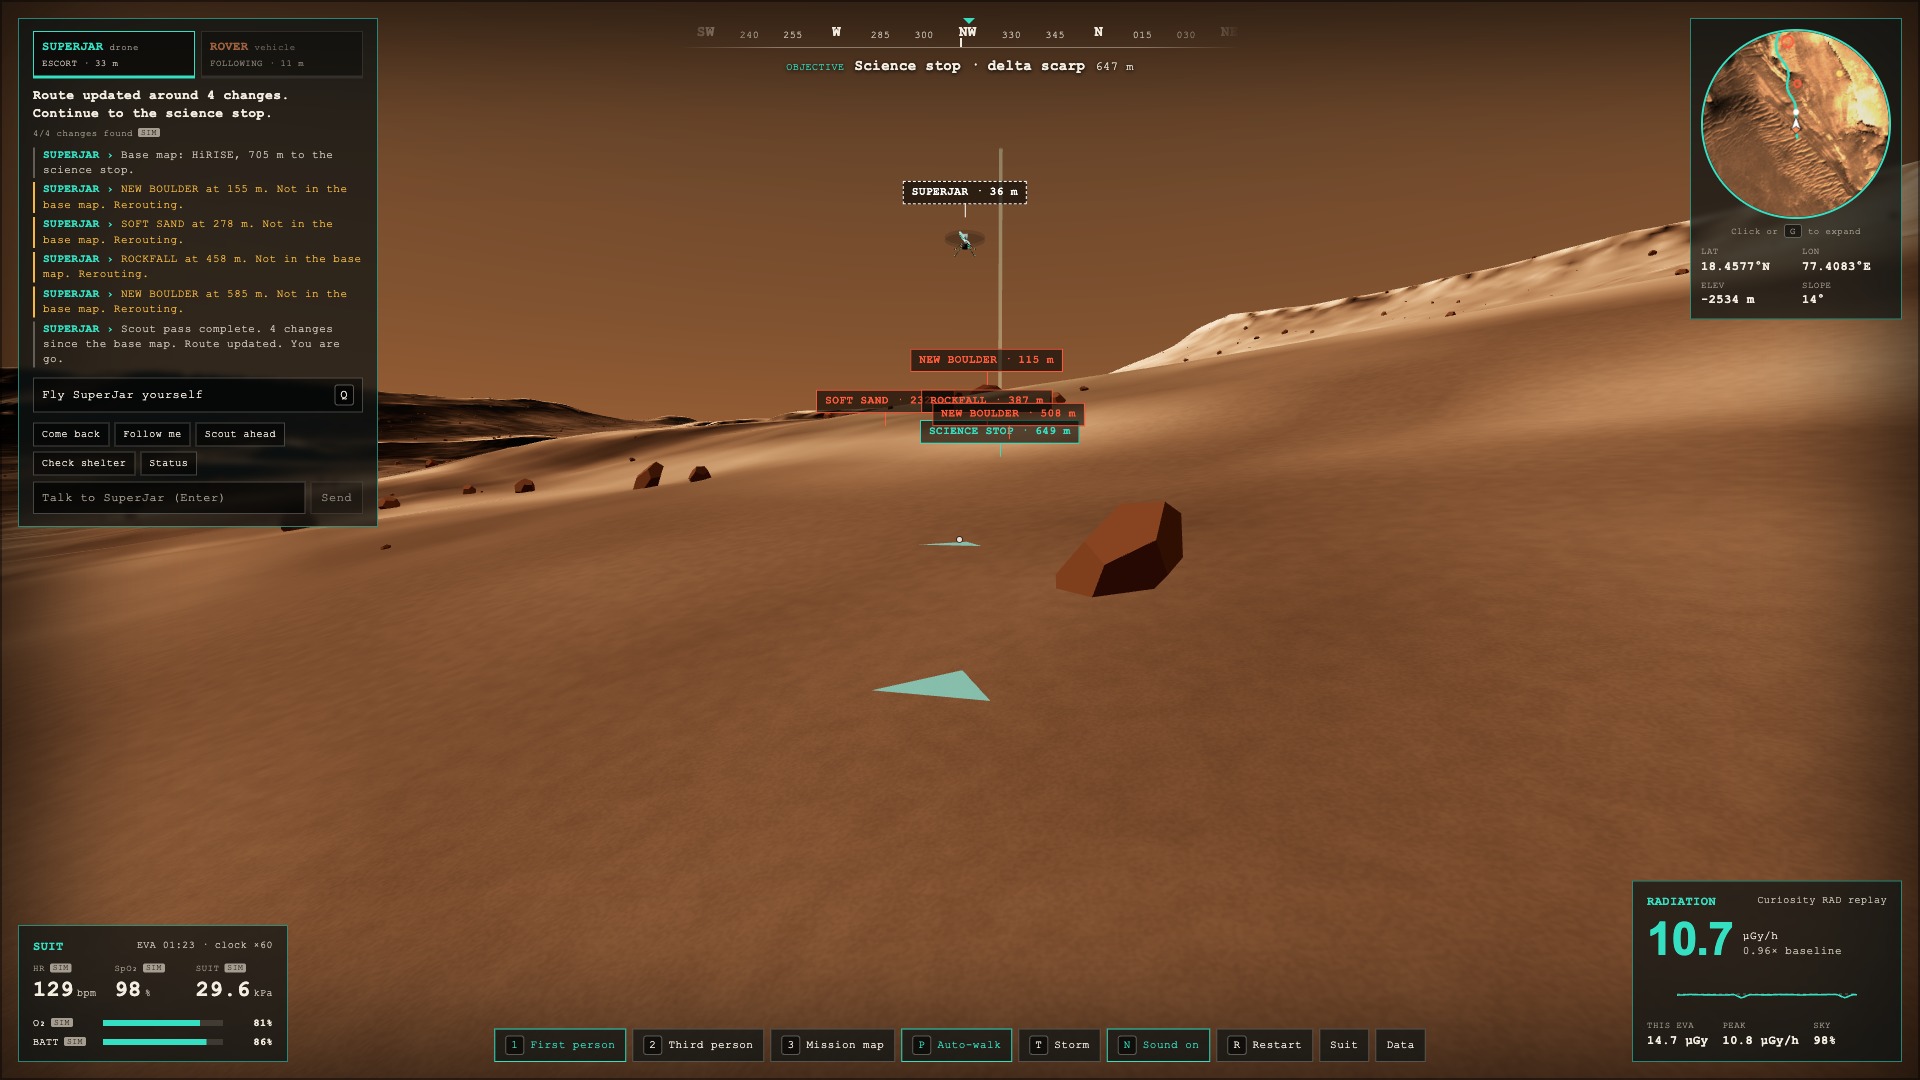 SUPERJAR drone
ESCORT · 33 m
ROVER vehicle
FOLLOWING · 11 m
Route updated around 4 changes.
Continue to the science stop.
4/4 changes found SIM
SUPERJAR › Base map: HiRISE, 705 m to the
science stop.
SUPERJAR › NEW BOULDER at 155 m. Not in the
base map. Rerouting.
SUPERJAR › SOFT SAND at 278 m. Not in the
base map. Rerouting.
SUPERJAR › ROCKFALL at 458 m. Not in the base
map. Rerouting.
SUPERJAR › NEW BOULDER at 585 m. Not in the
base map. Rerouting.
SUPERJAR › Scout pass complete. 4 changes
since the base map. Route updated. You are
go.
Fly SuperJar yourself Q
Come back Follow me Scout ahead
Check shelter Status
Talk to SuperJar (Enter) Send
SW 240 255 W 285 300 NW 330 345 N 015 030 NE
OBJECTIVE Science stop · delta scarp 647 m
SUPERJAR · 36 m
NEW BOULDER · 115 m
SOFT SAND · 232
ROCKFALL · 387 m
NEW BOULDER · 508 m
SCIENCE STOP · 649 m
Click or G to expand
LAT LON
18.4577°N 77.4083°E
ELEV SLOPE
-2534 m 14°
SUIT EVA 01:23 · clock ×60
HR SIM SpO₂ SIM SUIT SIM
129 bpm 98 % 29.6 kPa
O₂ SIM 81%
BATT SIM 86%
1 First person 2 Third person 3 Mission map P Auto-walk T Storm N Sound on R Restart Suit Data
RADIATION Curiosity RAD replay
10.7 µGy/h
0.96× baseline
THIS EVA PEAK SKY
14.7 µGy 10.8 µGy/h 98%